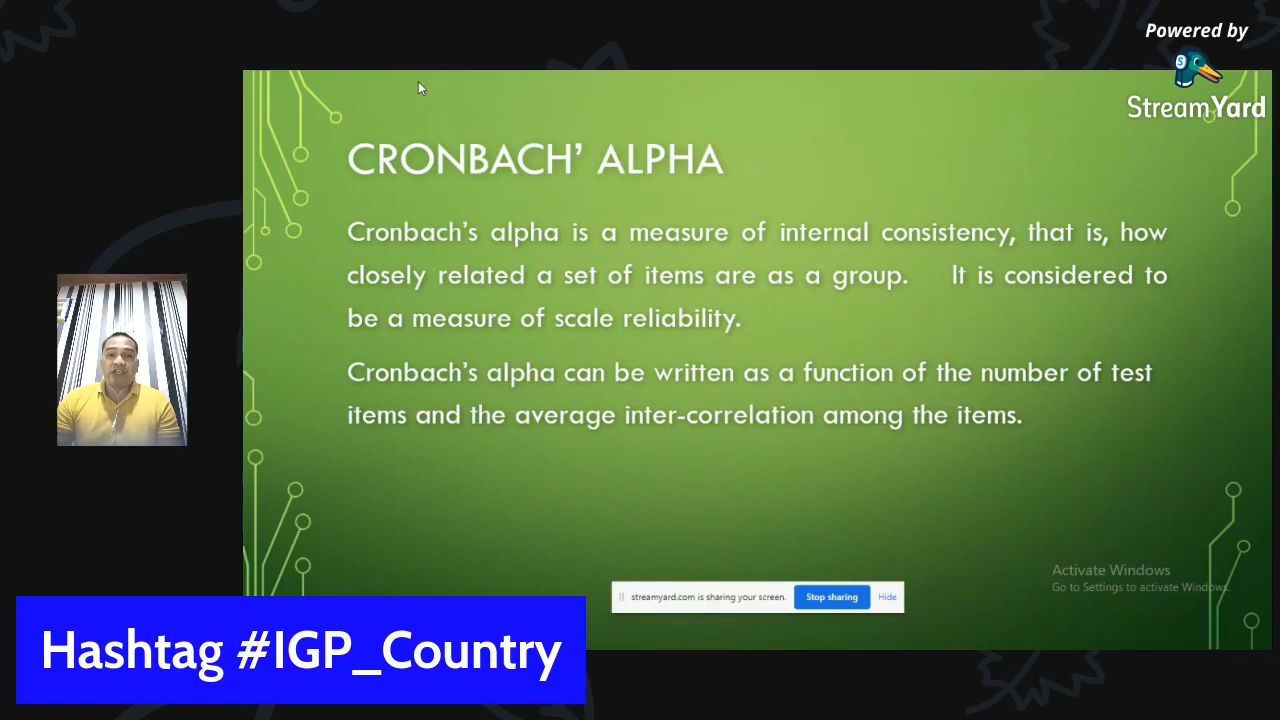 Powered by
StreamYard
CRONBACH’ ALPHA
Cronbach’s alpha is a measure of internal consistency, that is, how
closely related a set of items are as a group. It is considered to
be a measure of scale reliability.
Cronbach’s alpha can be written as a function of the number of test
items and the average inter-correlation among the items.
Activate Windows
Go to Settings to activate Windows.
streamyard.com is sharing your screen. Stop sharing Hide
Hashtag #IGP_Country